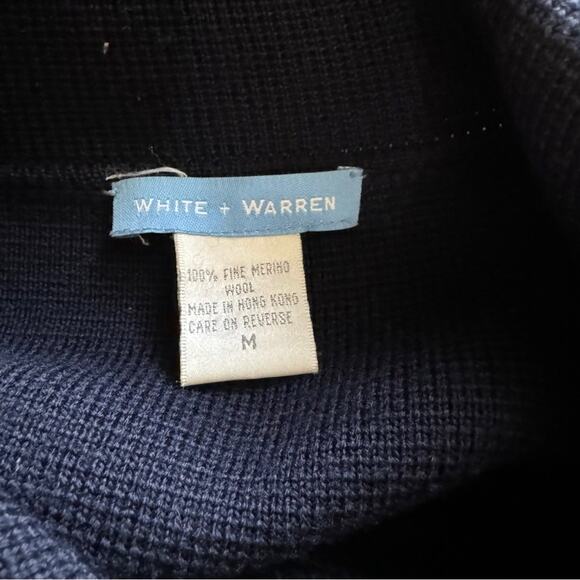 WHITE + WARREN
100% FINE MERINO
WOOL
MADE IN HONG KONG
CARE ON REVERSE
M